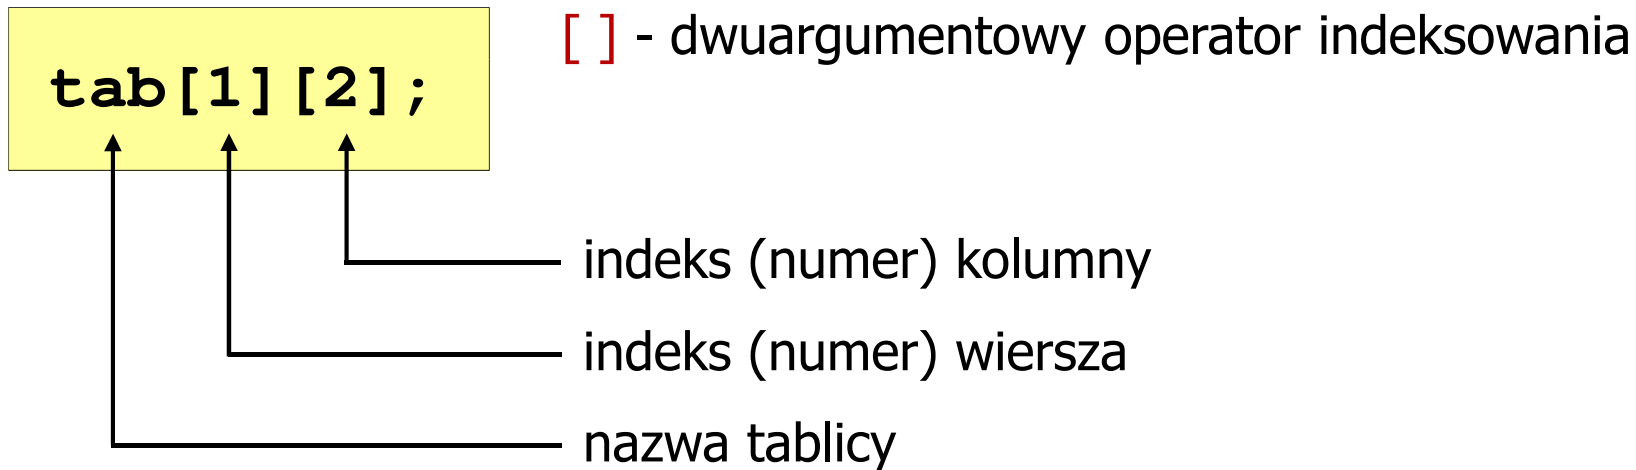 [ ] - dwuargumentowy operator indeksowania
tab[1][2];
indeks (numer) kolumny
indeks (numer) wiersza
nazwa tablicy